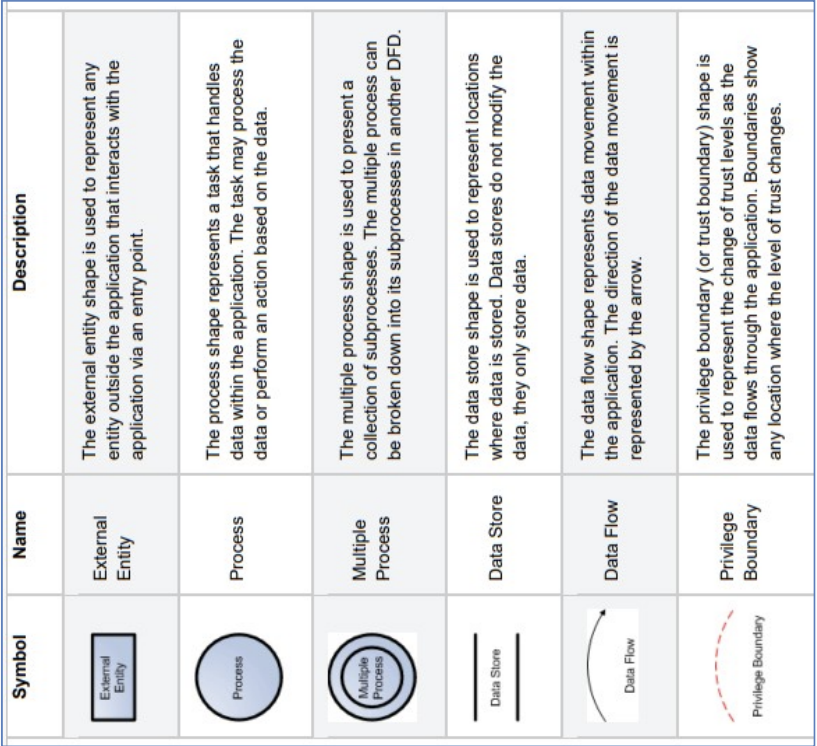 Symbol
Name
Description
External
Entity
External
Entity
The external entity shape is used to represent any
entity outside the application that interacts with the
application via an entry point.
Process
Process
The process shape represents a task that handles
data within the application. The task may process the
data or perform an action based on the data.
Multiple
Process
Multiple
Process
The multiple process shape is used to present a
collection of subprocesses. The multiple process can
be broken down into its subprocesses in another DFD.
Data Store
Data Store
The data store shape is used to represent locations
where data is stored. Data stores do not modify the
data, they only store data.
Data Flow
Data Flow
The data flow shape represents data movement within
the application. The direction of the data movement is
represented by the arrow.
Privilege Boundary
Privilege
Boundary
The privilege boundary (or trust boundary) shape is
used to represent the change of trust levels as the
data flows through the application. Boundaries show
any location where the level of trust changes.